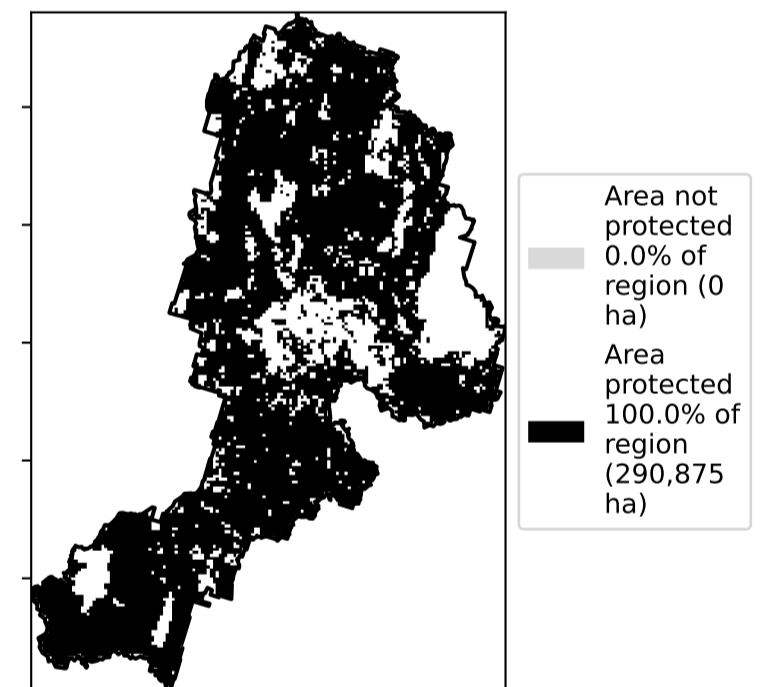 Area not
protected
0.0% of
region (0
ha)
Area
protected
100.0% of
region
(290,875
ha)